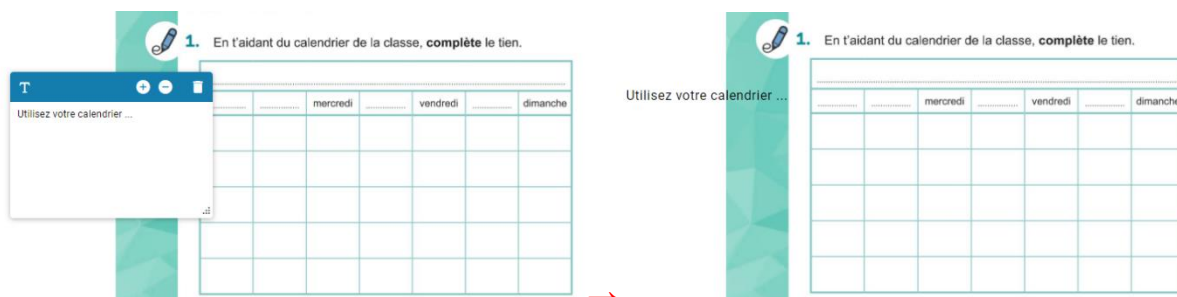 1. En t'aidant du calendrier de la classe, complète le tien.
T
Utilisez votre calendrier ...
mercredi vendredi dimanche
1. En t'aidant du calendrier de la classe, complète le tien.
Utilisez votre calendrier ...
mercredi vendredi dimanche